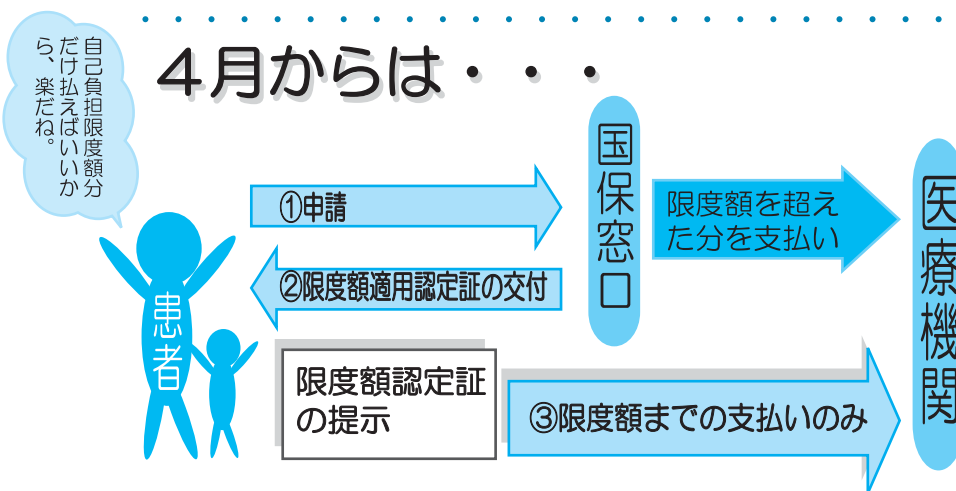 ４月からは・・・
自己負担限度額分
だけ払えばいいか
ら、楽だね。
患者
①申請
②限度額適用認定証の交付
国保窓口
限度額を超え
た分を支払い
限度額認定証
の提示
③限度額までの支払いのみ
医療機関